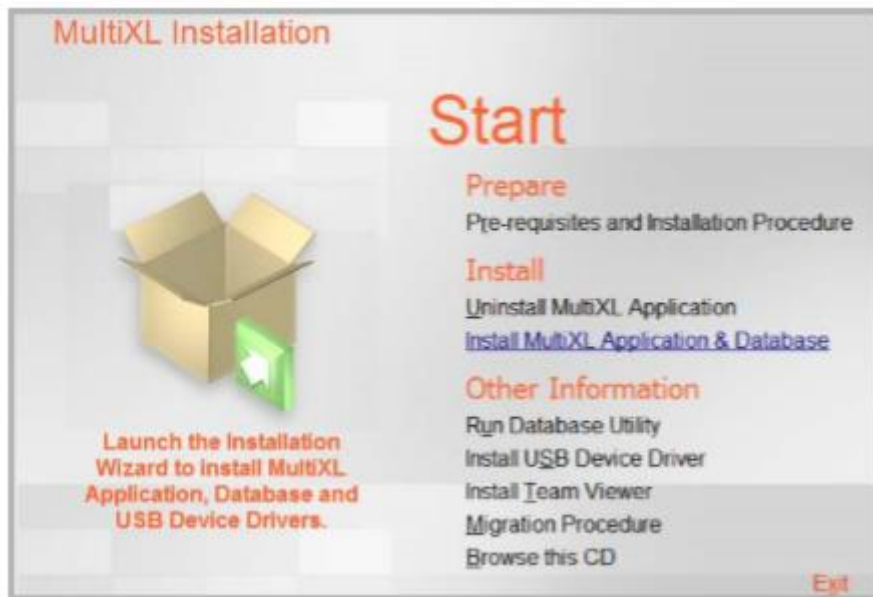 MultiXL Installation
Start
Prepare
Pre-requisites and Installation Procedure
Install
Uninstall MultiXL Application
Install MultiXL Application & Database
Other Information
Run Database Utility
Install USB Device Driver
Install Team Viewer
Migration Procedure
Browse this CD
Launch the Installation
Wizard to install MultiXL
Application, Database and
USB Device Drivers.
Exit